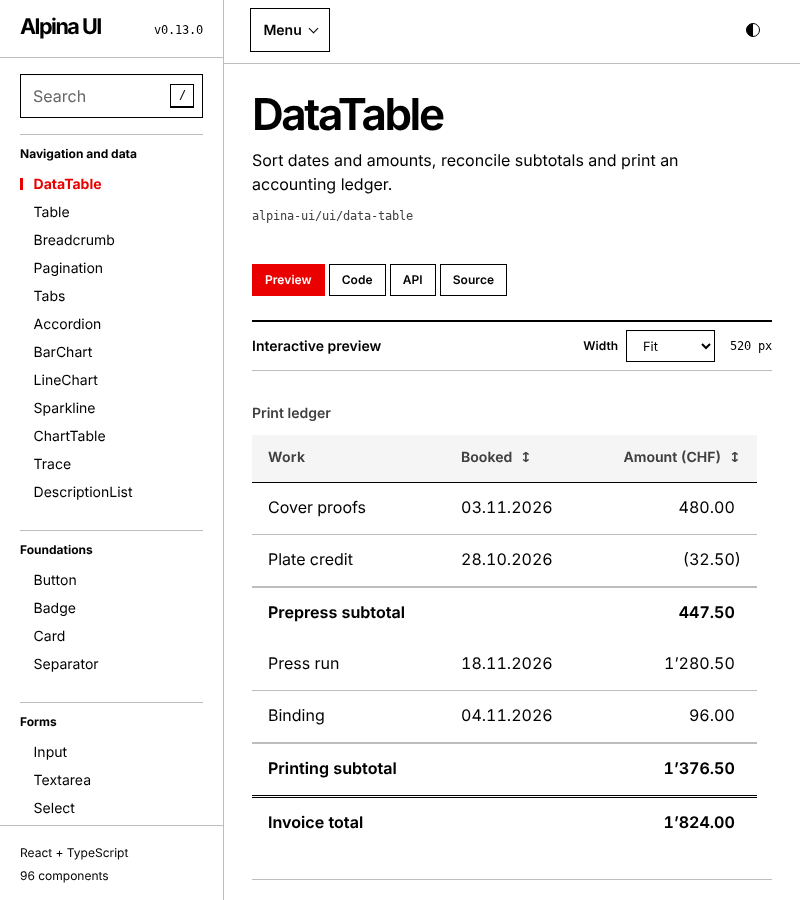 Alpina UI
v0.13.0
Search
/
Navigation and data
DataTable
Table
Breadcrumb
Pagination
Tabs
Accordion
BarChart
LineChart
Sparkline
ChartTable
Trace
DescriptionList
Foundations
Button
Badge
Card
Separator
Forms
Input
Textarea
Select
React + TypeScript
96 components
Menu
DataTable
Sort dates and amounts, reconcile subtotals and print an
accounting ledger.
alpina-ui/ui/data-table
Preview Code API Source
Interactive preview Width Fit 520 px
Print ledger
Work Booked ↕ Amount (CHF) ↕
Cover proofs 03.11.2026 480.00
Plate credit 28.10.2026 (32.50)
Prepress subtotal 447.50
Press run 18.11.2026 1’280.50
Binding 04.11.2026 96.00
Printing subtotal 1’376.50
Invoice total 1’824.00